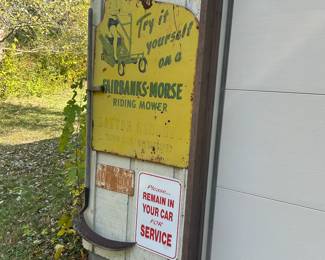 Try it
yourself
on a
FAIRBANKS-MORSE
RIDING MOWER
Please...
REMAIN IN
YOUR CAR
FOR
SERVICE